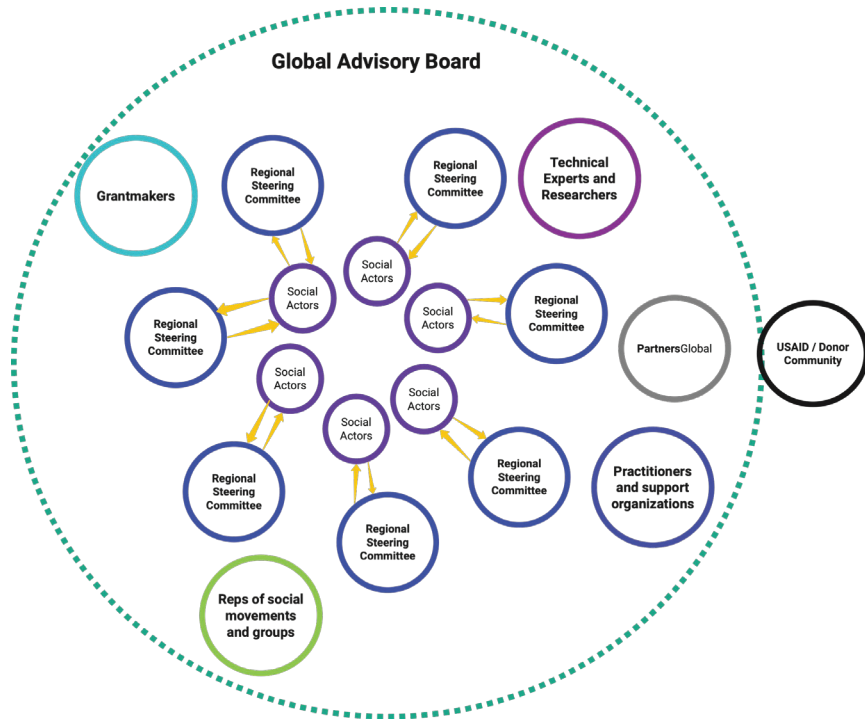 Global Advisory Board
Grantmakers
Regional
Steering
Committee
Regional
Steering
Committee
Technical
Experts and
Researchers
Social
Actors
Social
Actors
Regional
Steering
Committee
Social
Actors
Regional
Steering
Committee
PartnersGlobal
USAID / Donor
Community
Social
Actors
Social
Actors
Social
Actors
Regional
Steering
Committee
Regional
Steering
Committee
Practitioners
and support
organizations
Regional
Steering
Committee
Reps of social
movements
and groups